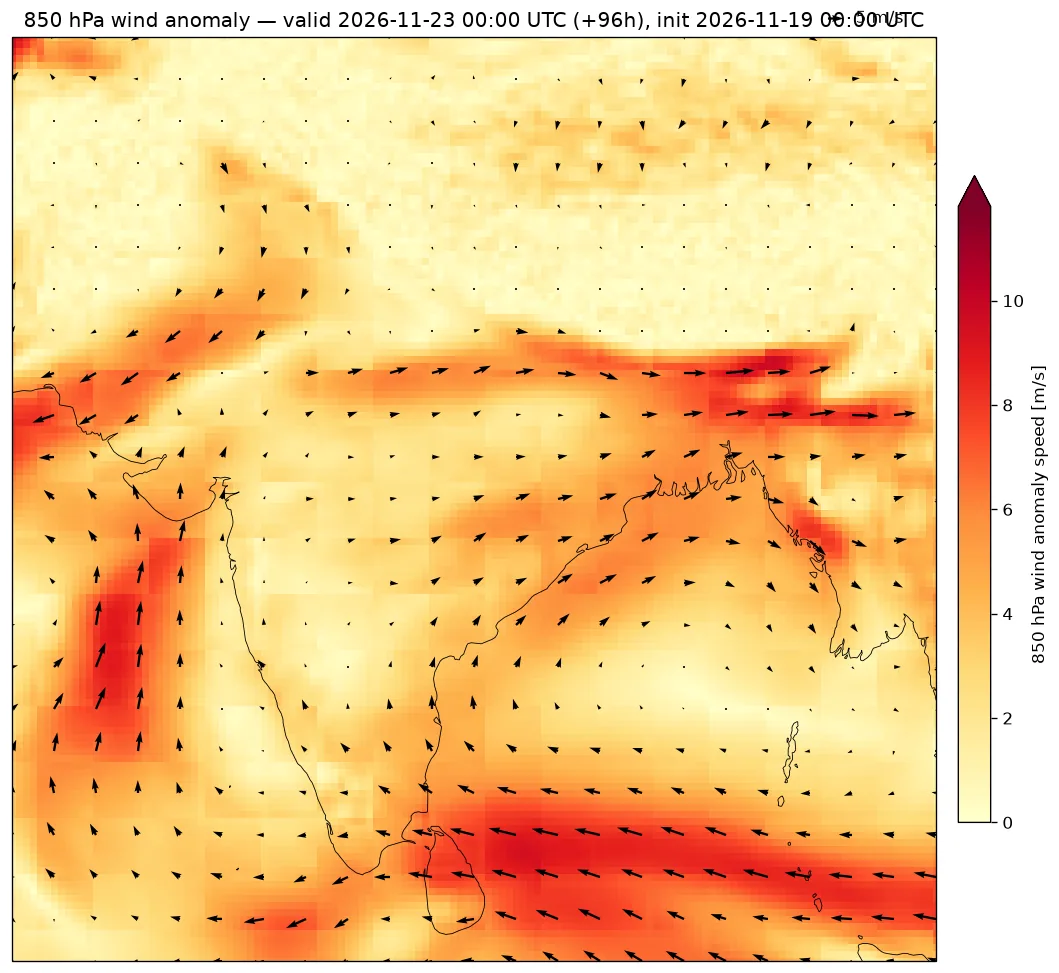 850 hPa wind anomaly — valid 2026-11-23 00:00 UTC (+96h), init 2026-11-19 00:00 UTC
5 m/s
10
8
6
4
2
0
850 hPa wind anomaly speed [m/s]